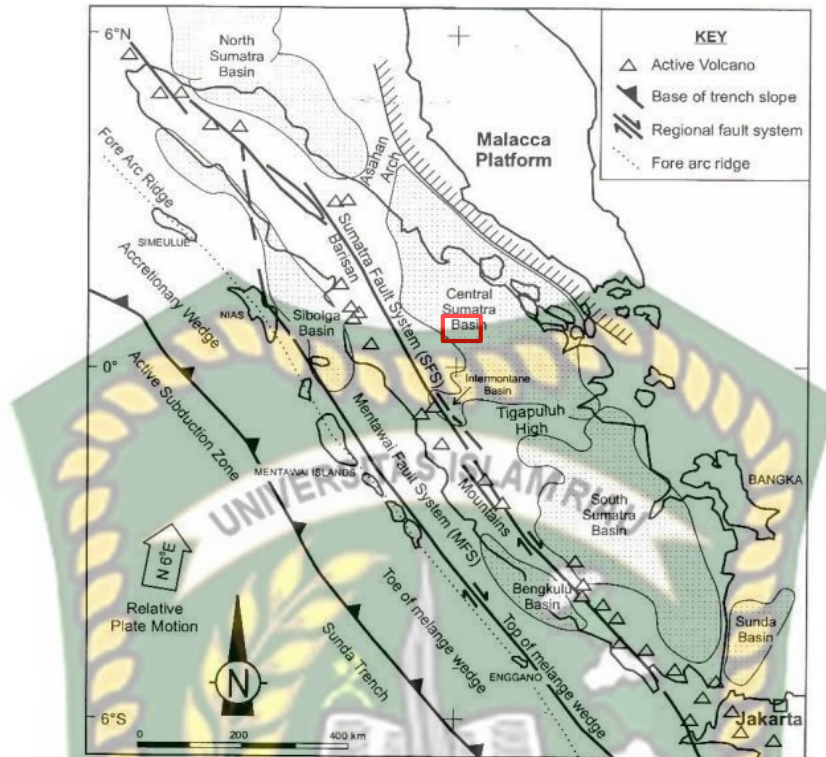 6°N
North
Sumatra
Basin
KEY
Active Volcano
Base of trench slope
Regional fault system
Fore arc ridge
Malacca
Platform
Asahan
Arch
Fore Arc Ridge
SIMEULUE
Accretionary Wedge
Barisan
Sumatra Fault System (SFS)
Central
Sumatra
Basin
NIAS
Sibolga
Basin
0°
Active Subduction Zone
Intermontane
Basin
Tigapuluh
High
Mentawai Fault System (MFS)
MENTAWAI ISLANDS
UNIVERSITAS ISLAM RIAU
Mountains
South
Sumatra
Basin
BANGKA
N 6°E
Relative
Plate Motion
Bengkulu
Basin
Sunda
Basin
Toe of melange wedge
Top of melange wedge
Sunda Trench
ENGGANO
N
6°S
Jakarta
0 200 400 km